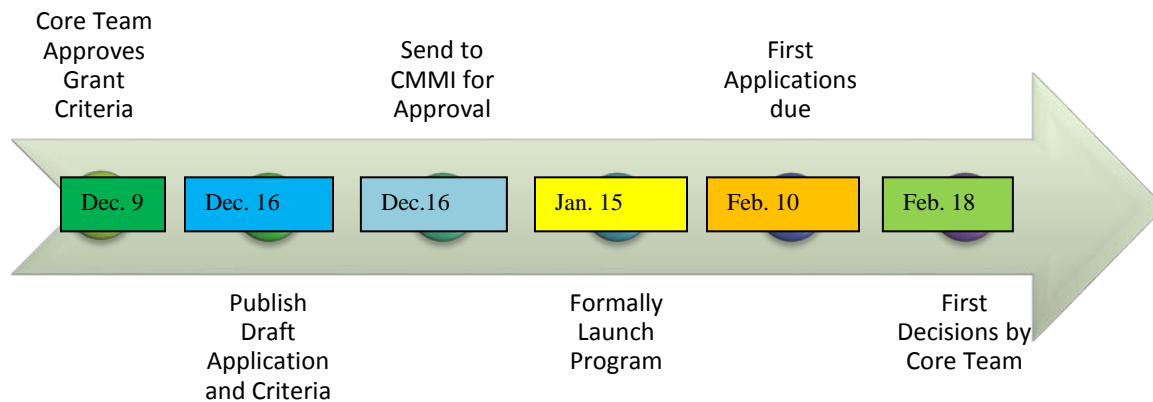 Core Team
Approves
Grant
Criteria
Send to
CMMI for
Approval
First
Applications
due
Dec. 9
Dec. 16
Dec.16
Jan. 15
Feb. 10
Feb. 18
Publish
Draft
Application
and Criteria
Formally
Launch
Program
First
Decisions by
Core Team